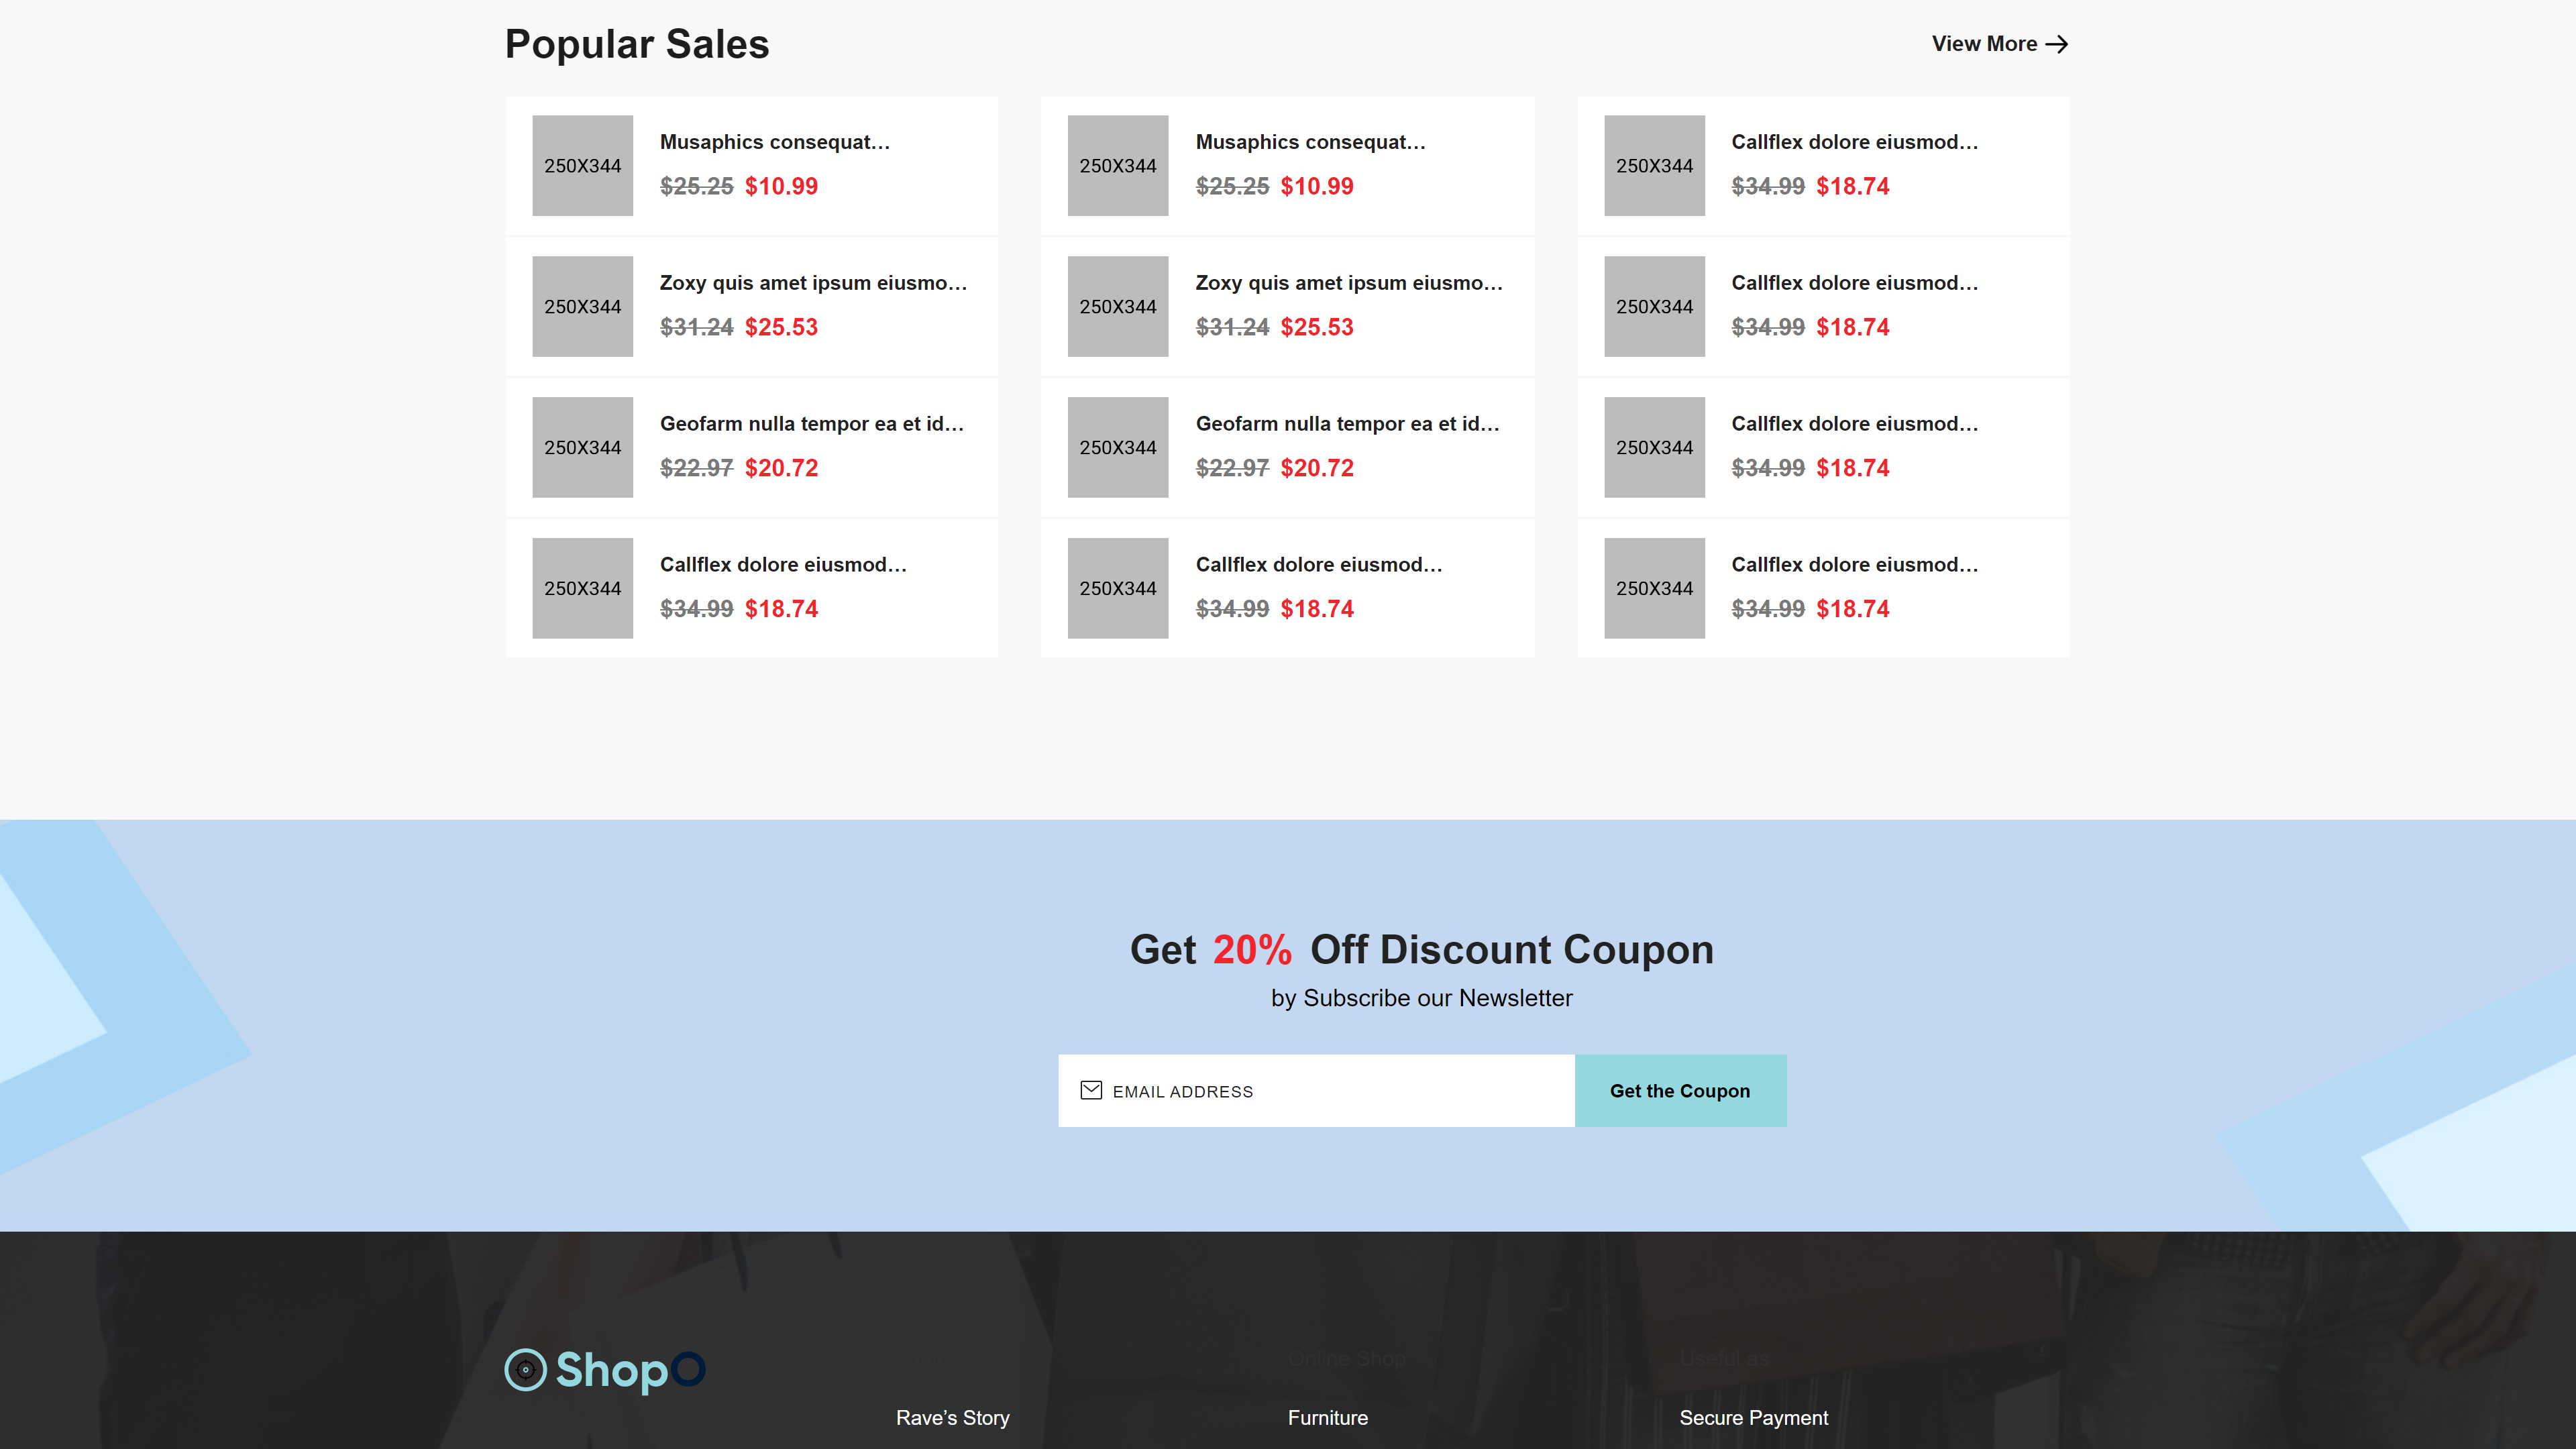 Popular Sales
View More
250X344
Musaphics consequat...
$25.25 $10.99
250X344
Zoxy quis amet ipsum eiusmo...
$31.24 $25.53
250X344
Geofarm nulla tempor ea et id...
$22.97 $20.72
250X344
Callflex dolore eiusmod...
$34.99 $18.74
250X344
Musaphics consequat...
$25.25 $10.99
250X344
Zoxy quis amet ipsum eiusmo...
$31.24 $25.53
250X344
Geofarm nulla tempor ea et id...
$22.97 $20.72
250X344
Callflex dolore eiusmod...
$34.99 $18.74
250X344
Callflex dolore eiusmod...
$34.99 $18.74
250X344
Callflex dolore eiusmod...
$34.99 $18.74
250X344
Callflex dolore eiusmod...
$34.99 $18.74
250X344
Callflex dolore eiusmod...
$34.99 $18.74
Get 20% Off Discount Coupon
by Subscribe our Newsletter
EMAIL ADDRESS
Get the Coupon
ShopO
Rave’s Story
Online Shop
Furniture
Useful as
Secure Payment